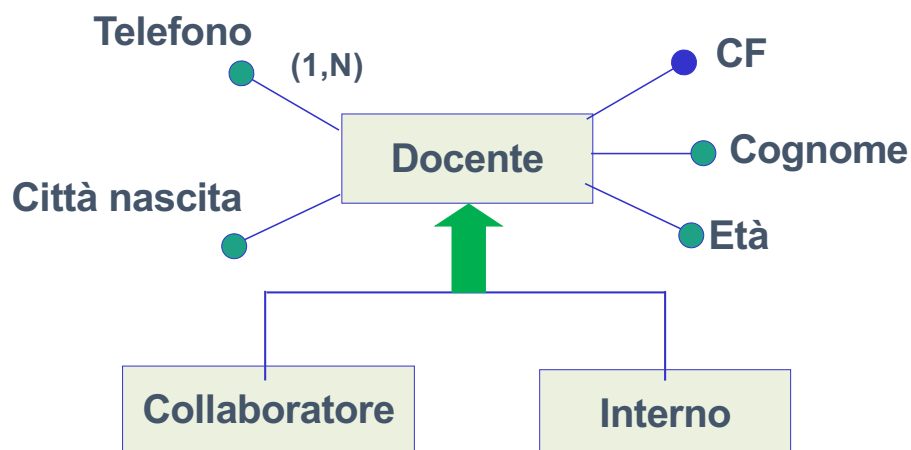 Telefono
(1,N)
CF
Docente
Cognome
Città nascita
Età
Collaboratore
Interno